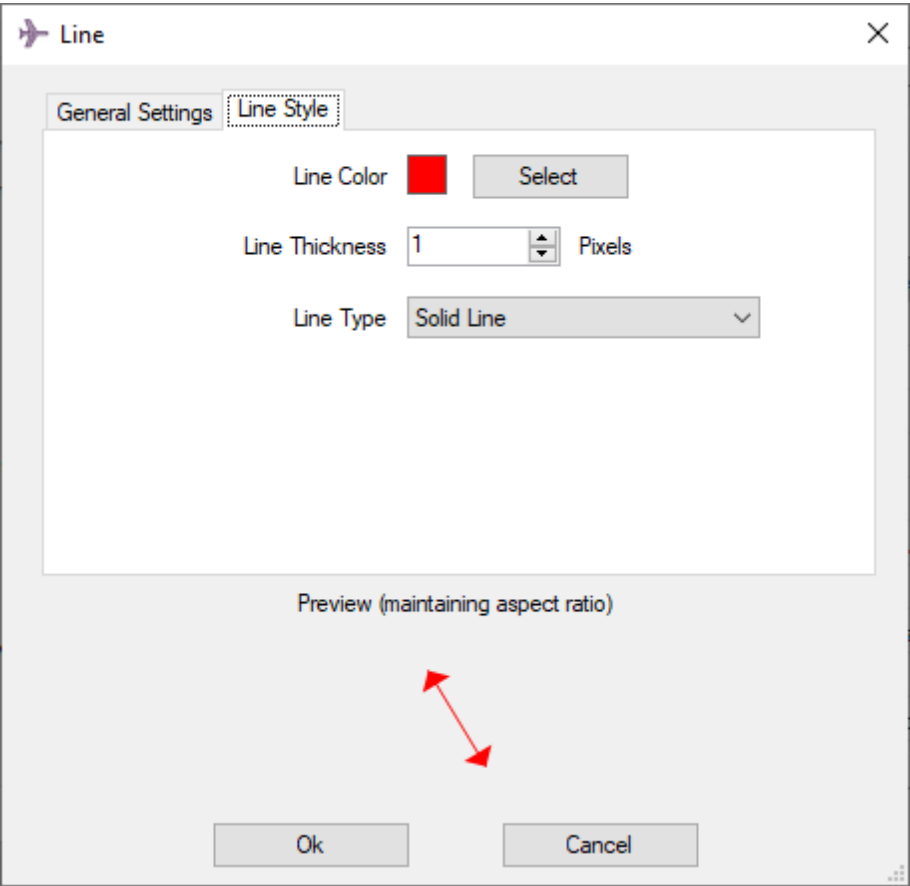 Line
General Settings
Line Style
Line Color
Select
Line Thickness
1
Pixels
Line Type
Solid Line
Preview (maintaining aspect ratio)
Ok
Cancel